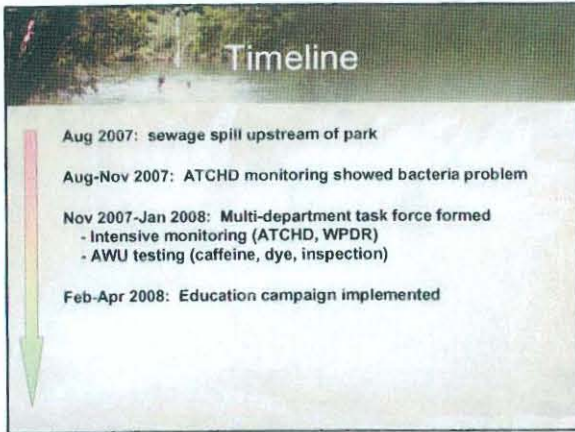 Timeline
Aug 2007: sewage spill upstream of park
Aug-Nov 2007: ATCHD monitoring showed bacteria problem
Nov 2007-Jan 2008: Multi-department task force formed
- Intensive monitoring (ATCHD, WPDR)
- AWU testing (caffeine, dye, inspection)
Feb-Apr 2008: Education campaign implemented